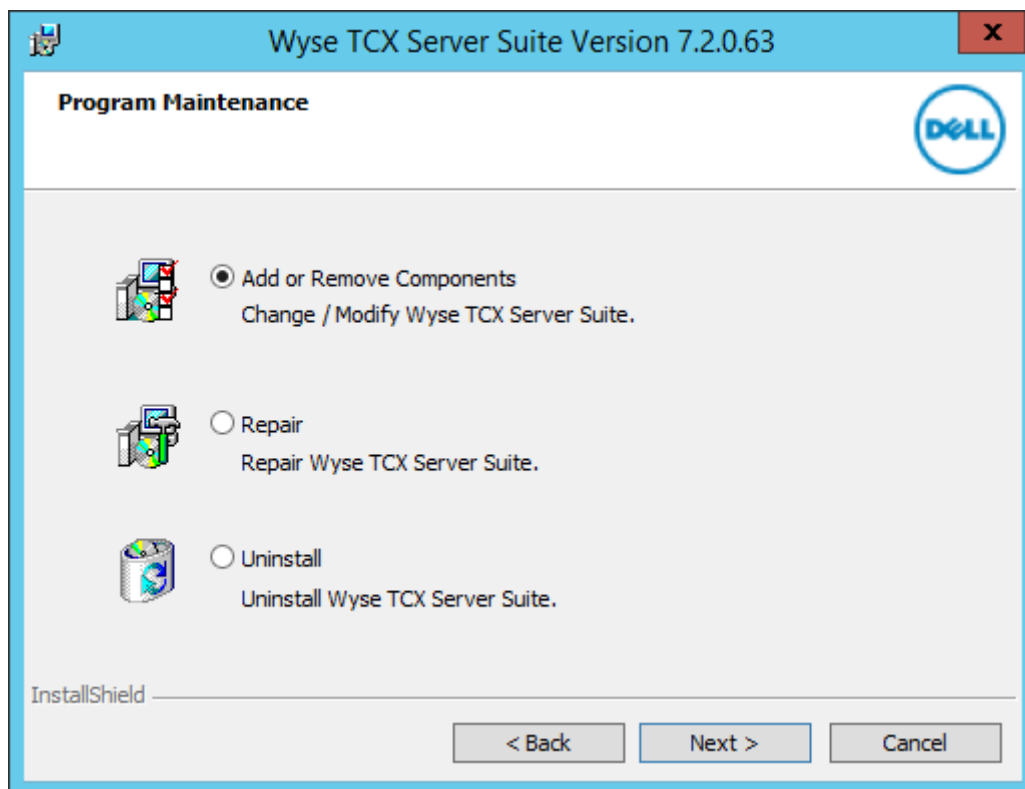 Wyse TCX Server Suite Version 7.2.0.63
x
Program Maintenance
DELL
Add or Remove Components
Change / Modify Wyse TCX Server Suite.
Repair
Repair Wyse TCX Server Suite.
Uninstall
Uninstall Wyse TCX Server Suite.
InstallShield
< Back
Next >
Cancel